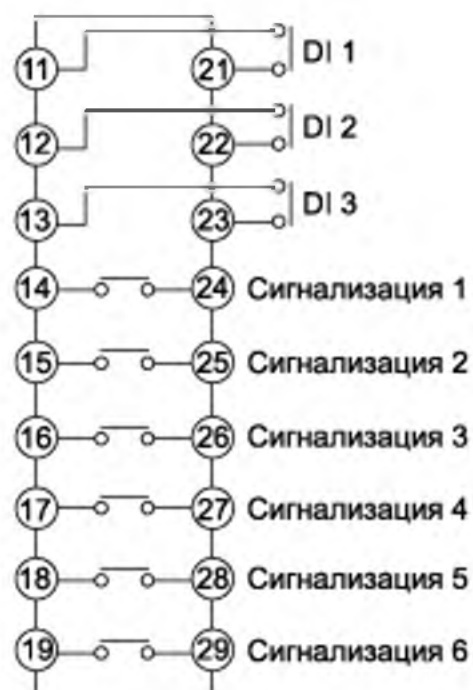 11 21 DI 1
12 22 DI 2
13 23 DI 3
14 24 Сигнализация 1
15 25 Сигнализация 2
16 26 Сигнализация 3
17 27 Сигнализация 4
18 28 Сигнализация 5
19 29 Сигнализация 6